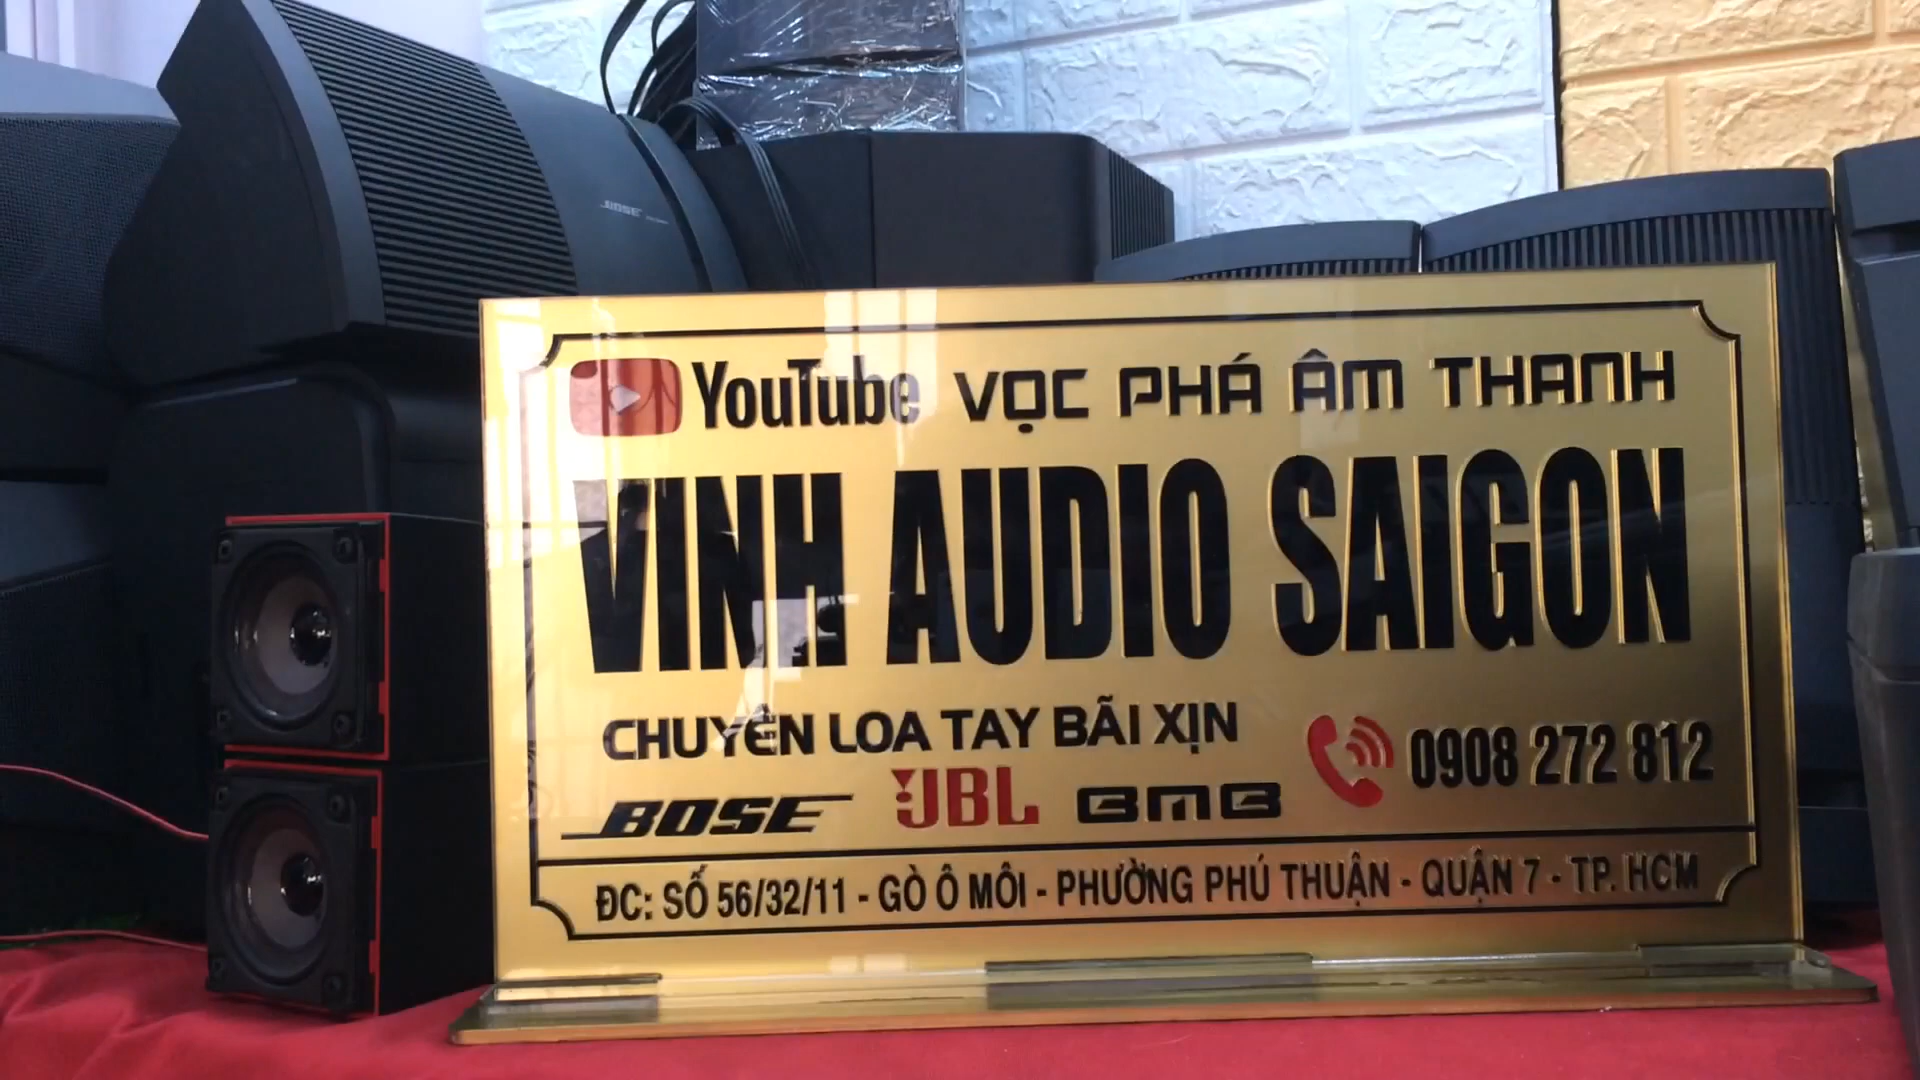 BOSE
YouTube VỌC PHÁ ÂM THANH
VINH AUDIO SAIGON
CHUYÊN LOA TAY BÃI XỊN
0908 272 812
BOSE JBL BMB
ĐC: SỐ 56/32/11 - GÒ Ô MÔI - PHƯỜNG PHÚ THUẬN - QUẬN 7 - TP. HCM